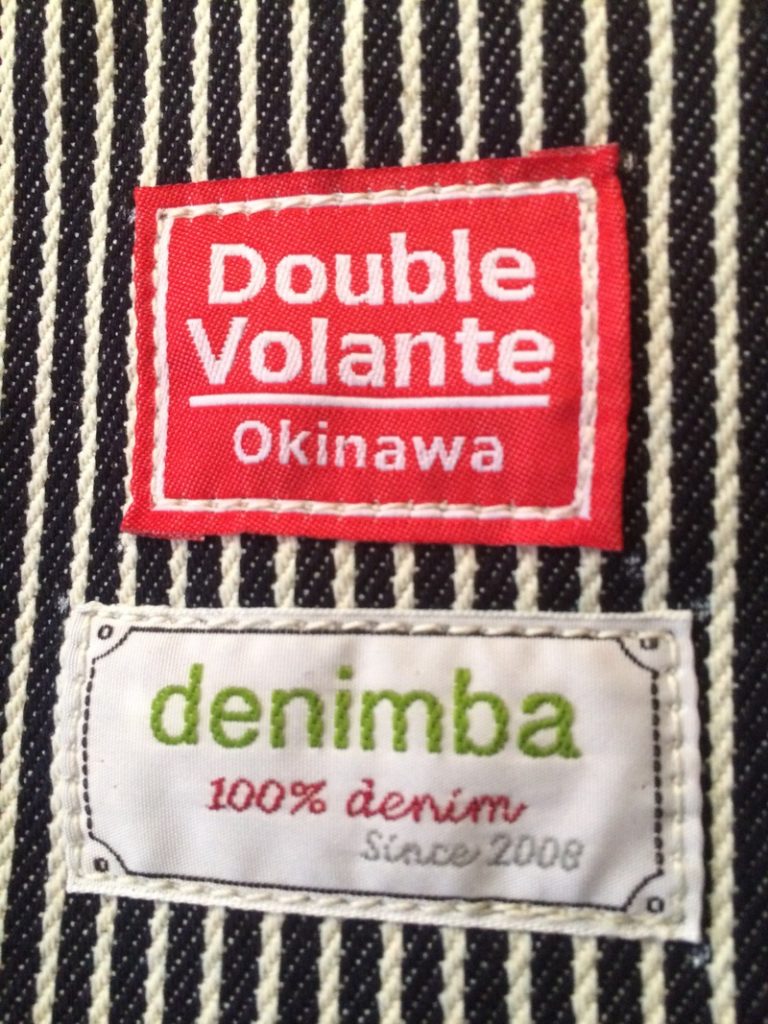 Double
Volante
Okinawa
denimba
100% denim
Since 2008